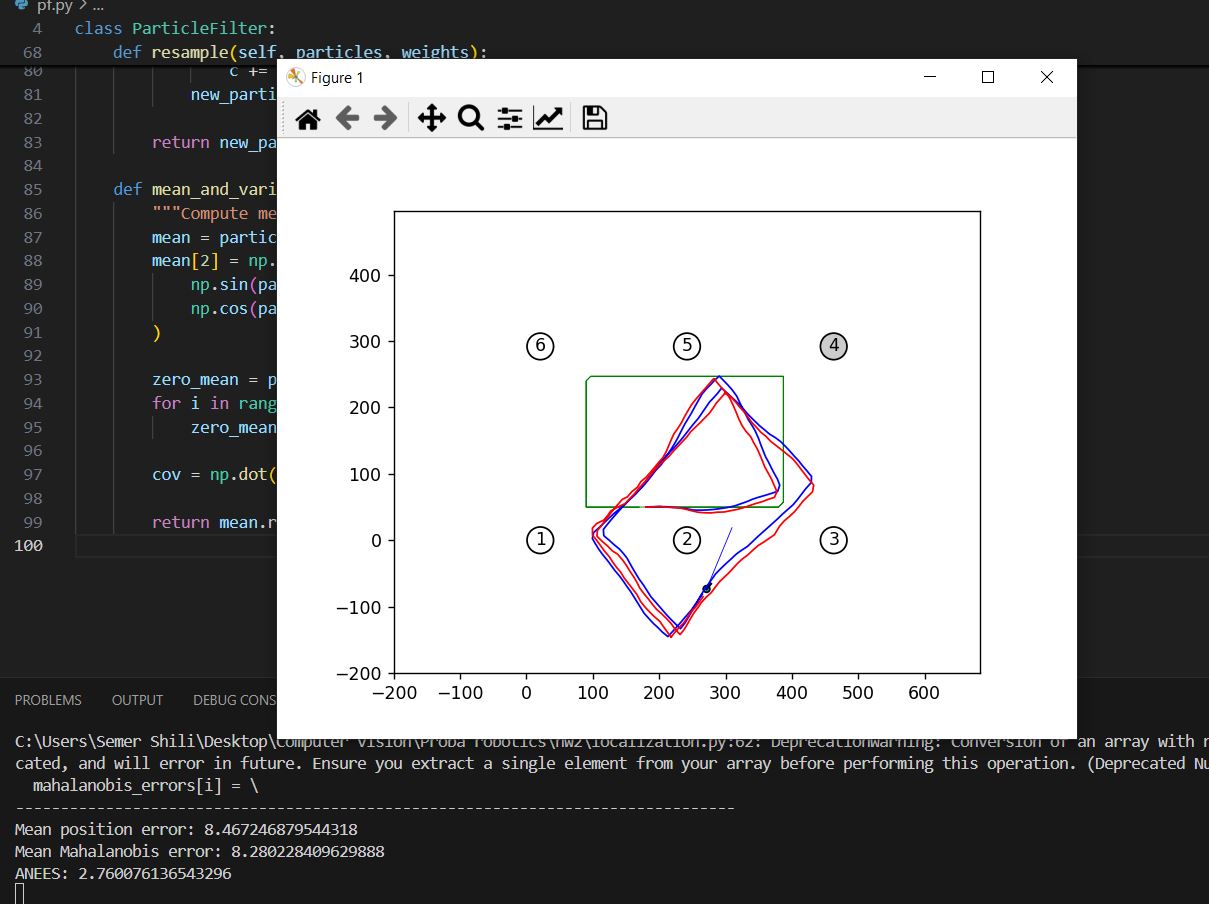 pf.py > ...
4 class ParticleFilter:
68 def resample(self, particles, weights):
80 c +=
81 new_parti
82
83 return new_pa
84
85 def mean_and_vari
86 """Compute me
87 mean = partic
88 mean[2] = np.
89 np.sin(pa
90 np.cos(pa
91 )
92
93 zero_mean = p
94 for i in rang
95 zero_mean
96
97 cov = np.dot(
98
99 return mean.r
100
Figure 1
400
300
200
100
0
−100
−200
6 5 4
1 2 3
−200 −100 0 100 200 300 400 500 600
PROBLEMS OUTPUT DEBUG CONS
C:\Users\Semer Shili\Desktop\Computer Vision\Proba robotics\hw2\localization.py:62: DeprecationWarning: Conversion of an array with n
cated, and will error in future. Ensure you extract a single element from your array before performing this operation. (Deprecated Nu
mahalanobis_errors[i] = \
--------------------------------------------------------------------------------
Mean position error: 8.467246879544318
Mean Mahalanobis error: 8.280228409629888
ANEES: 2.760076136543296